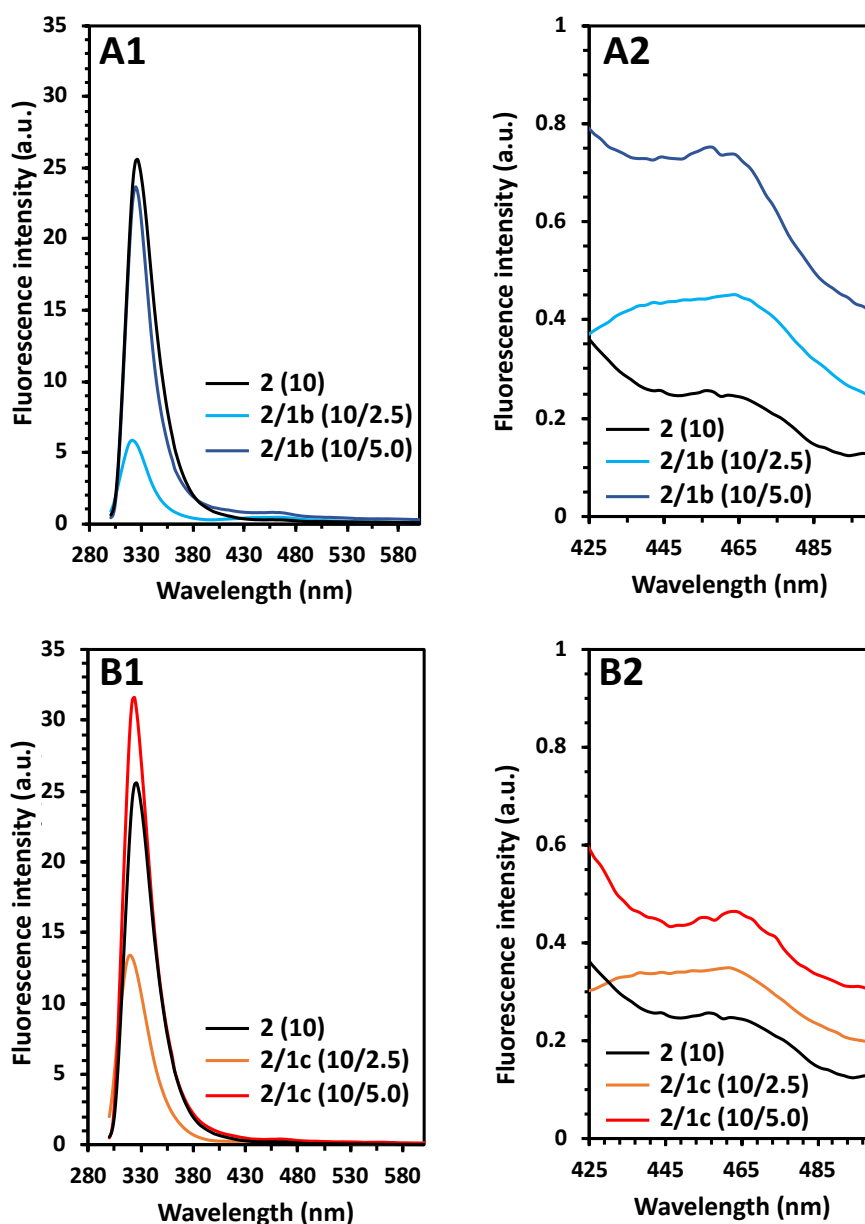 A1
Fluorescence intensity (a.u.)
35
30
25
20
15
10
5
0
2 (10)
2/1b (10/2.5)
2/1b (10/5.0)
280 330 380 430 480 530 580
Wavelength (nm)
A2
Fluorescence intensity (a.u.)
1
0.8
0.6
0.4
0.2
0
2 (10)
2/1b (10/2.5)
2/1b (10/5.0)
425 445 465 485
Wavelength (nm)
B1
Fluorescence intensity (a.u.)
35
30
25
20
15
10
5
0
2 (10)
2/1c (10/2.5)
2/1c (10/5.0)
280 330 380 430 480 530 580
Wavelength (nm)
B2
Fluorescence intensity (a.u.)
1
0.8
0.6
0.4
0.2
0
2 (10)
2/1c (10/2.5)
2/1c (10/5.0)
425 445 465 485
Wavelength (nm)